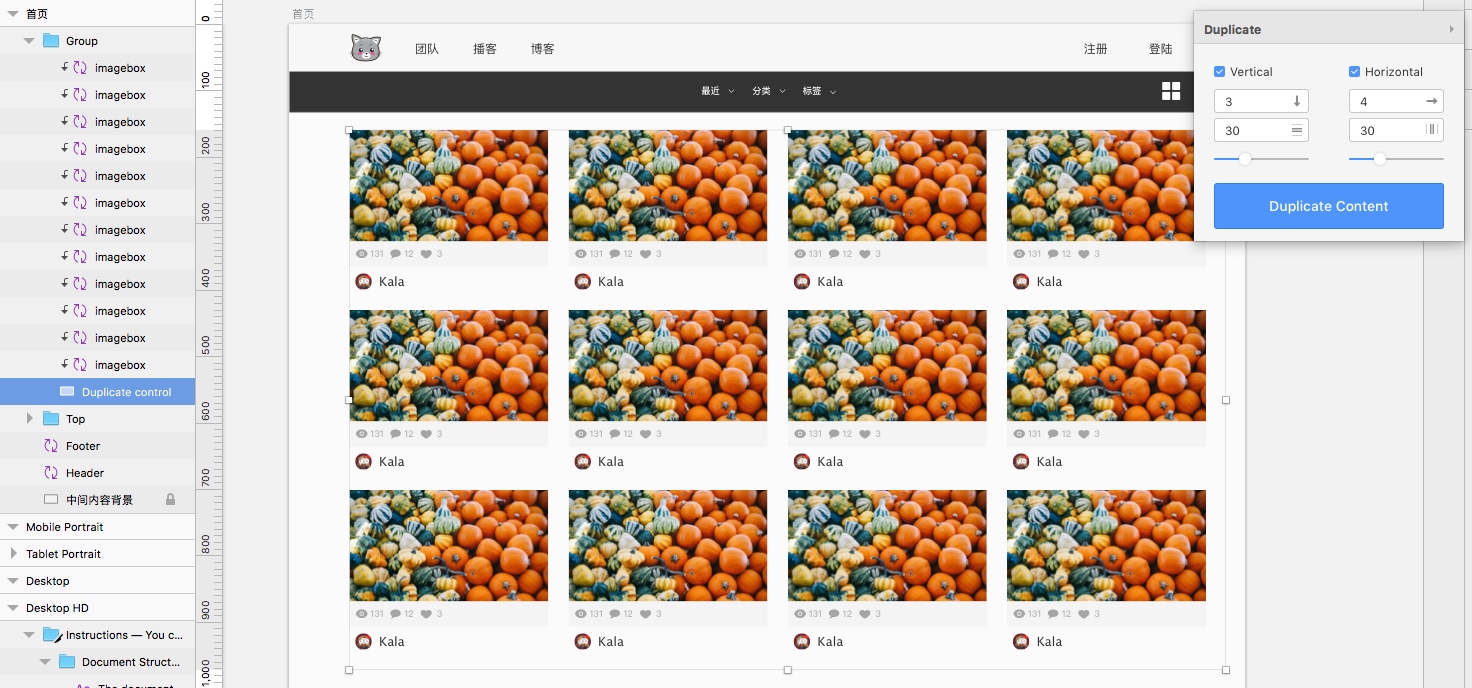 首页
Group
imagebox
imagebox
imagebox
imagebox
imagebox
imagebox
imagebox
imagebox
imagebox
imagebox
imagebox
imagebox
Duplicate control
Top
Footer
Header
中间内容背景
Mobile Portrait
Tablet Portrait
Desktop
Desktop HD
Instructions — You c...
Document Struct...
Aa The document
0
100
200
300
400
500
600
700
800
900
1,000
首页
团队 播客 博客 注册 登陆
最近 分类 标签
131 12 3 131 12 3 131 12 3 131 12 3
Kala Kala Kala Kala
131 12 3 131 12 3 131 12 3 131 12 3
Kala Kala Kala Kala
131 12 3 131 12 3 131 12 3 131 12 3
Kala Kala Kala Kala
Duplicate
Vertical Horizontal
3 4
30 30
Duplicate Content